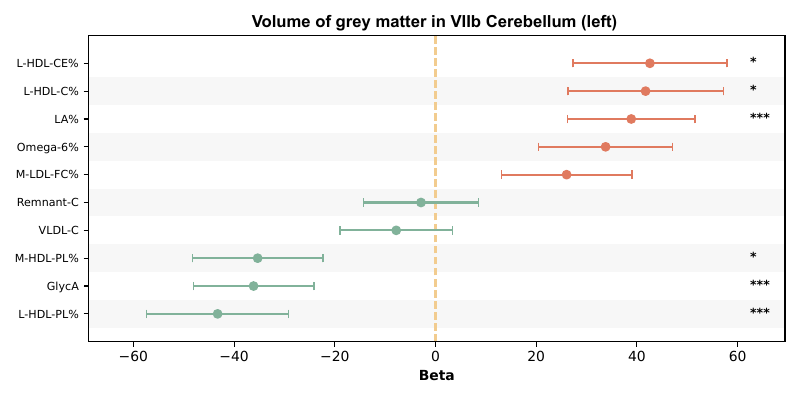 Volume of grey matter in VIIb Cerebellum (left)
L-HDL-CE% *
L-HDL-C% *
LA% ***
Omega-6%
M-LDL-FC%
Remnant-C
VLDL-C
M-HDL-PL% *
GlycA ***
L-HDL-PL% ***
−60 −40 −20 0 20 40 60
Beta